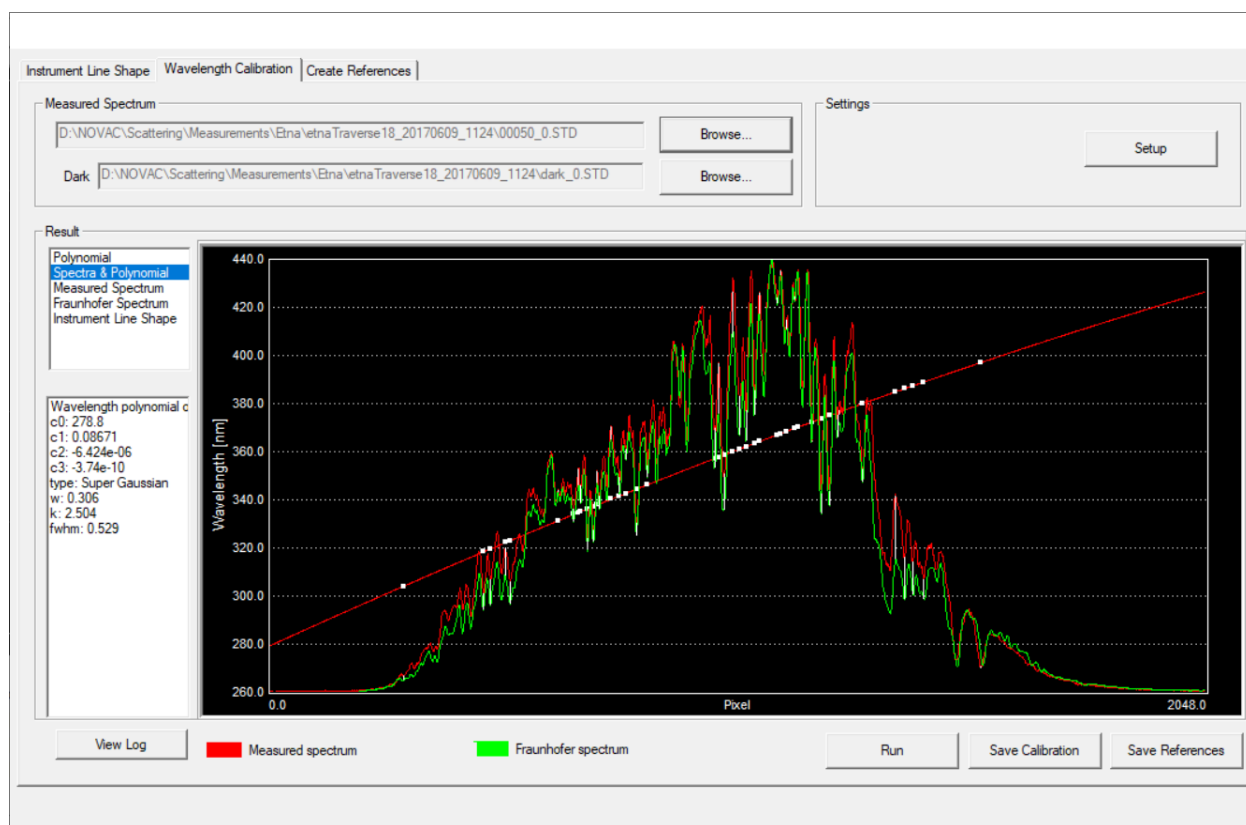 Instrument Line Shape
Wavelength Calibration
Create References
Measured Spectrum
D:\NOVAC\Scattering\Measurements\Etna\etnaTraverse18_20170609_1124\00050_0.STD
Browse...
Dark
D:\NOVAC\Scattering\Measurements\Etna\etnaTraverse18_20170609_1124\dark_0.STD
Browse...
Settings
Setup
Result
Polynomial
Spectra & Polynomial
Measured Spectrum
Fraunhofer Spectrum
Instrument Line Shape
Wavelength polynomial c
c0: 278.8
c1: 0.08671
c2: -6.424e-06
c3: -3.74e-10
type: Super Gaussian
w: 0.306
k: 2.504
fwhm: 0.529
Wavelength [nm]
440.0
420.0
400.0
380.0
360.0
340.0
320.0
300.0
280.0
260.0
0.0
Pixel
2048.0
View Log
Measured spectrum
Fraunhofer spectrum
Run
Save Calibration
Save References